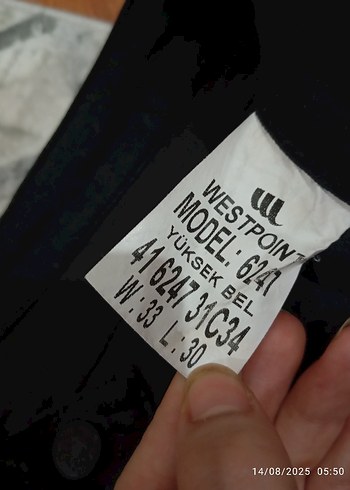 WESTPOINT
MODEL: 6247
YÜKSEK BEL
41 6247 31C34
W:33 L:30
14/08/2025 05:50